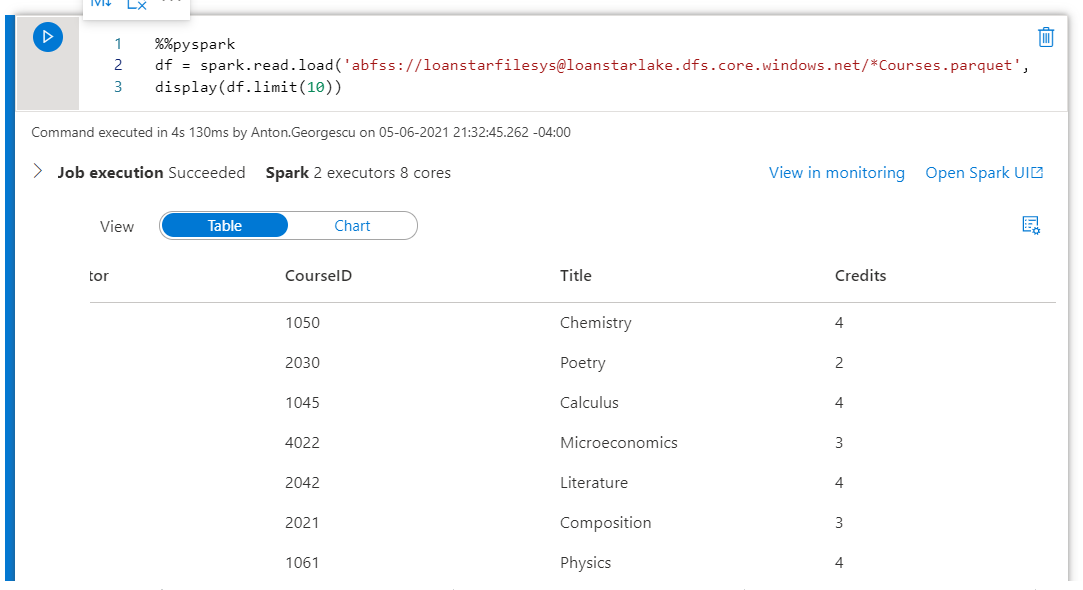 M↓
1 %%pyspark
2 df = spark.read.load('abfss://loanstarfilesys@loanstarlake.dfs.core.windows.net/*Courses.parquet',
3 display(df.limit(10))
Command executed in 4s 130ms by Anton.Georgescu on 05-06-2021 21:32:45.262 -04:00
Job execution Succeeded Spark 2 executors 8 cores View in monitoring Open Spark UI
View Table Chart
tor CourseID Title Credits
1050 Chemistry 4
2030 Poetry 2
1045 Calculus 4
4022 Microeconomics 3
2042 Literature 4
2021 Composition 3
1061 Physics 4